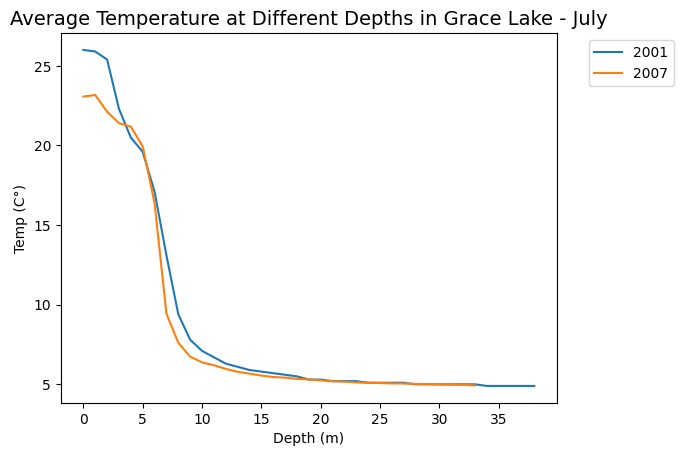 Average Temperature at Different Depths in Grace Lake - July
2001
2007
25
20
15
10
5
Temp (C°)
0 5 10 15 20 25 30 35
Depth (m)